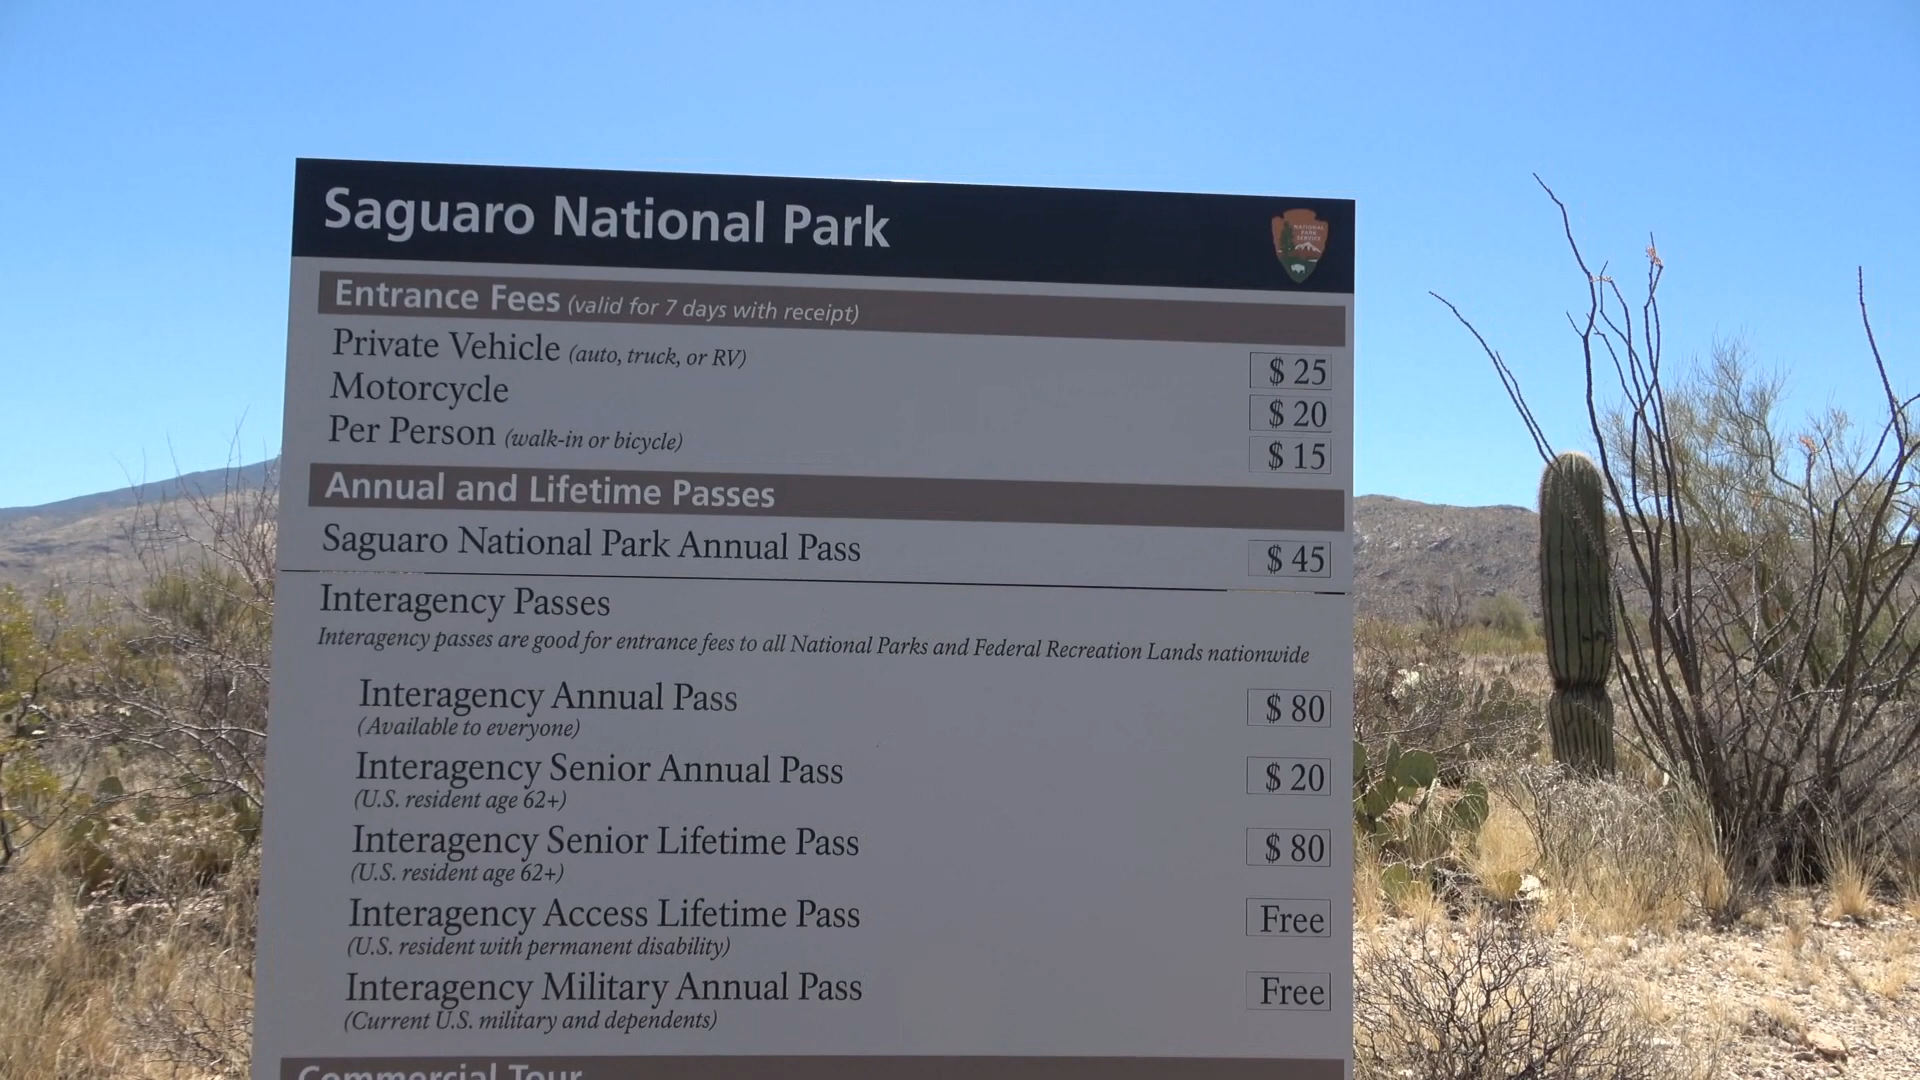 Saguaro National Park
NATIONAL
PARK
SERVICE
Entrance Fees (valid for 7 days with receipt)
Private Vehicle (auto, truck, or RV) $ 25
Motorcycle $ 20
Per Person (walk-in or bicycle) $ 15
Annual and Lifetime Passes
Saguaro National Park Annual Pass $ 45
Interagency Passes
Interagency passes are good for entrance fees to all National Parks and Federal Recreation Lands nationwide
Interagency Annual Pass $ 80
(Available to everyone)
Interagency Senior Annual Pass $ 20
(U.S. resident age 62+)
Interagency Senior Lifetime Pass $ 80
(U.S. resident age 62+)
Interagency Access Lifetime Pass Free
(U.S. resident with permanent disability)
Interagency Military Annual Pass Free
(Current U.S. military and dependents)
Commercial Tour